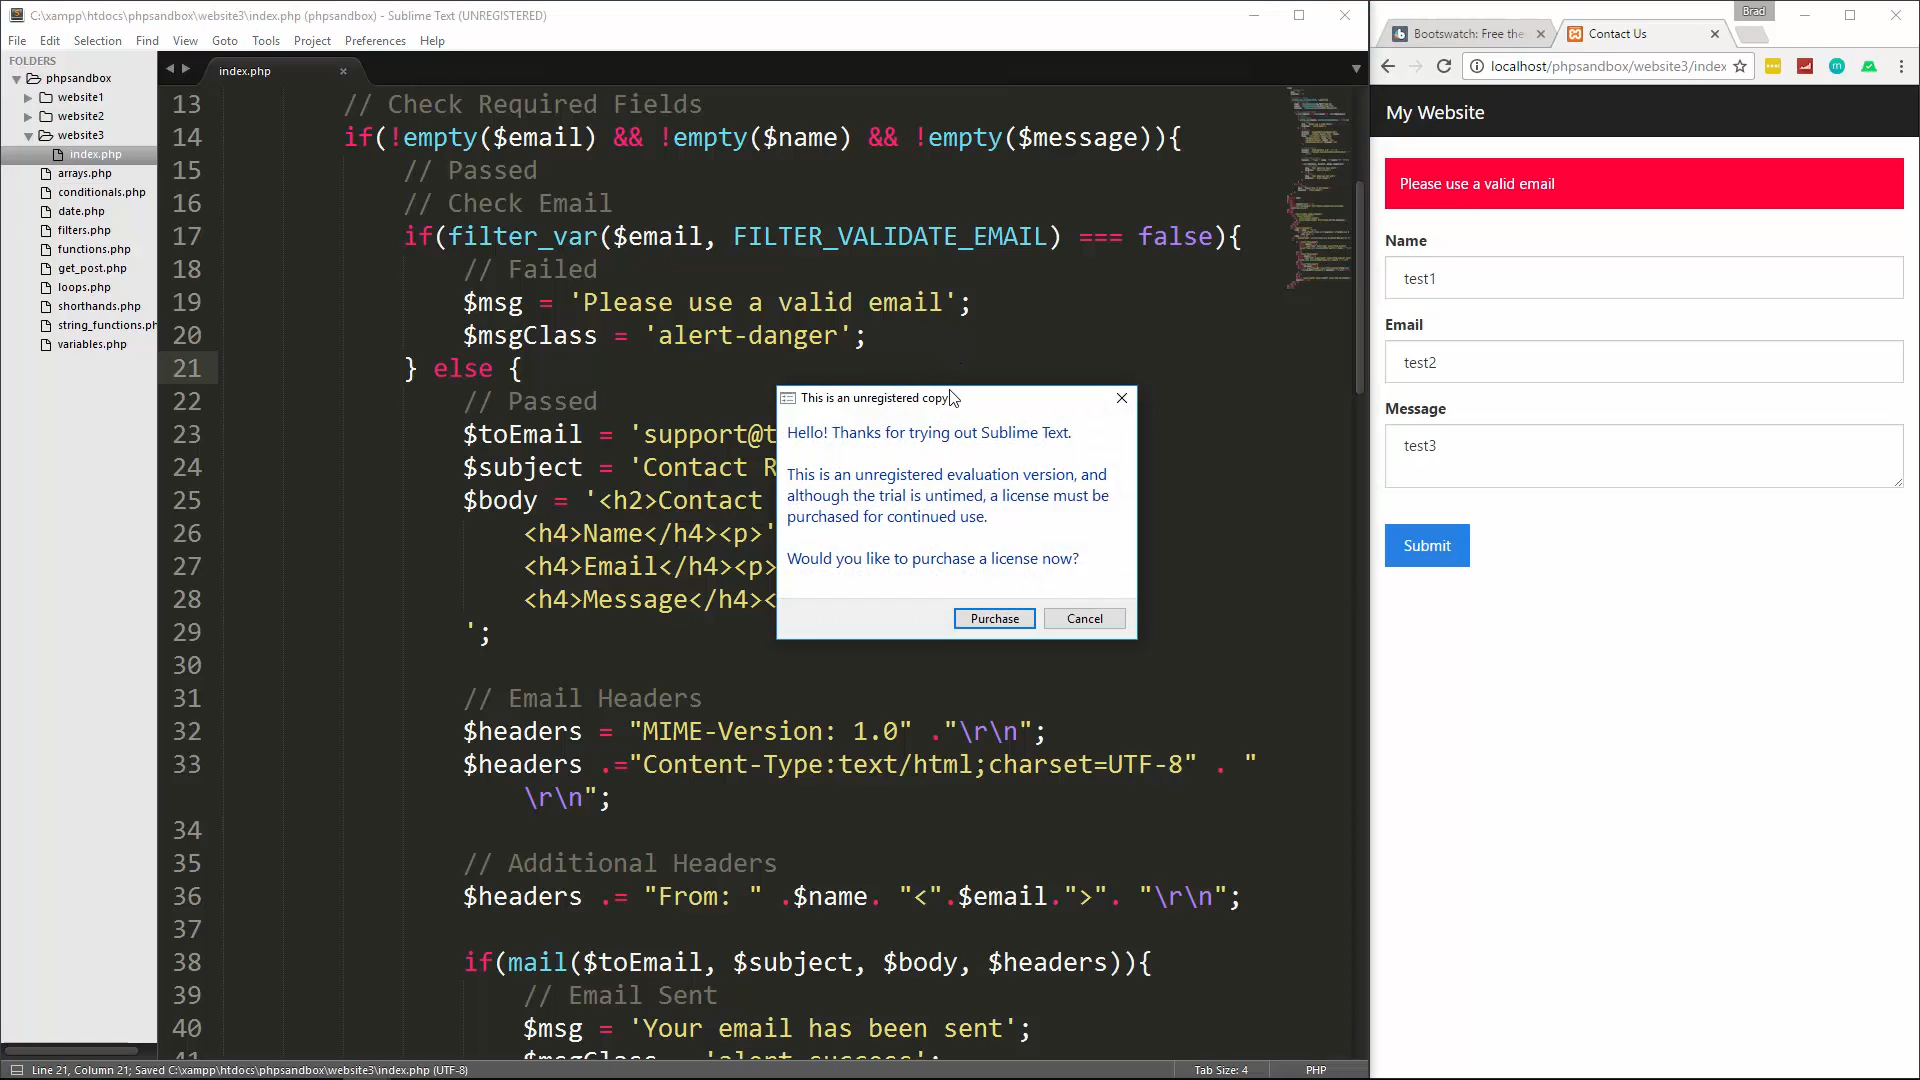 C:\xampp\htdocs\phpsandbox\website3\index.php (phpsandbox) - Sublime Text (UNREGISTERED)
File Edit Selection Find View Goto Tools Project Preferences Help
FOLDERS
phpsandbox
website1
website2
website3
index.php
arrays.php
conditionals.php
date.php
filters.php
functions.php
get_post.php
loops.php
shorthands.php
string_functions.ph
variables.php
index.php
13 // Check Required Fields
14 if(!empty($email) && !empty($name) && !empty($message)){
15 // Passed
16 // Check Email
17 if(filter_var($email, FILTER_VALIDATE_EMAIL) === false){
18 // Failed
19 $msg = 'Please use a valid email';
20 $msgClass = 'alert-danger';
21 } else {
22 // Passed
23 $toEmail = 'support@t
24 $subject = 'Contact R
25 $body = '<h2>Contact
26 <h4>Name</h4><p>'
27 <h4>Email</h4><p>
28 <h4>Message</h4><
29 ';
30
31 // Email Headers
32 $headers = "MIME-Version: 1.0" ."\r\n";
33 $headers .="Content-Type:text/html;charset=UTF-8" . "
\r\n";
34
35 // Additional Headers
36 $headers .= "From: " .$name. "<".$email.">". "\r\n";
37
38 if(mail($toEmail, $subject, $body, $headers)){
39 // Email Sent
40 $msg = 'Your email has been sent';
This is an unregistered copy
Hello! Thanks for trying out Sublime Text.
This is an unregistered evaluation version, and
although the trial is untimed, a license must be
purchased for continued use.
Would you like to purchase a license now?
Purchase Cancel
Line 21, Column 21; Saved C:\xampp\htdocs\phpsandbox\website3\index.php (UTF-8) Tab Size: 4 PHP
Brad
Bootswatch: Free the Contact Us
localhost/phpsandbox/website3/index
My Website
Please use a valid email
Name
test1
Email
test2
Message
test3
Submit